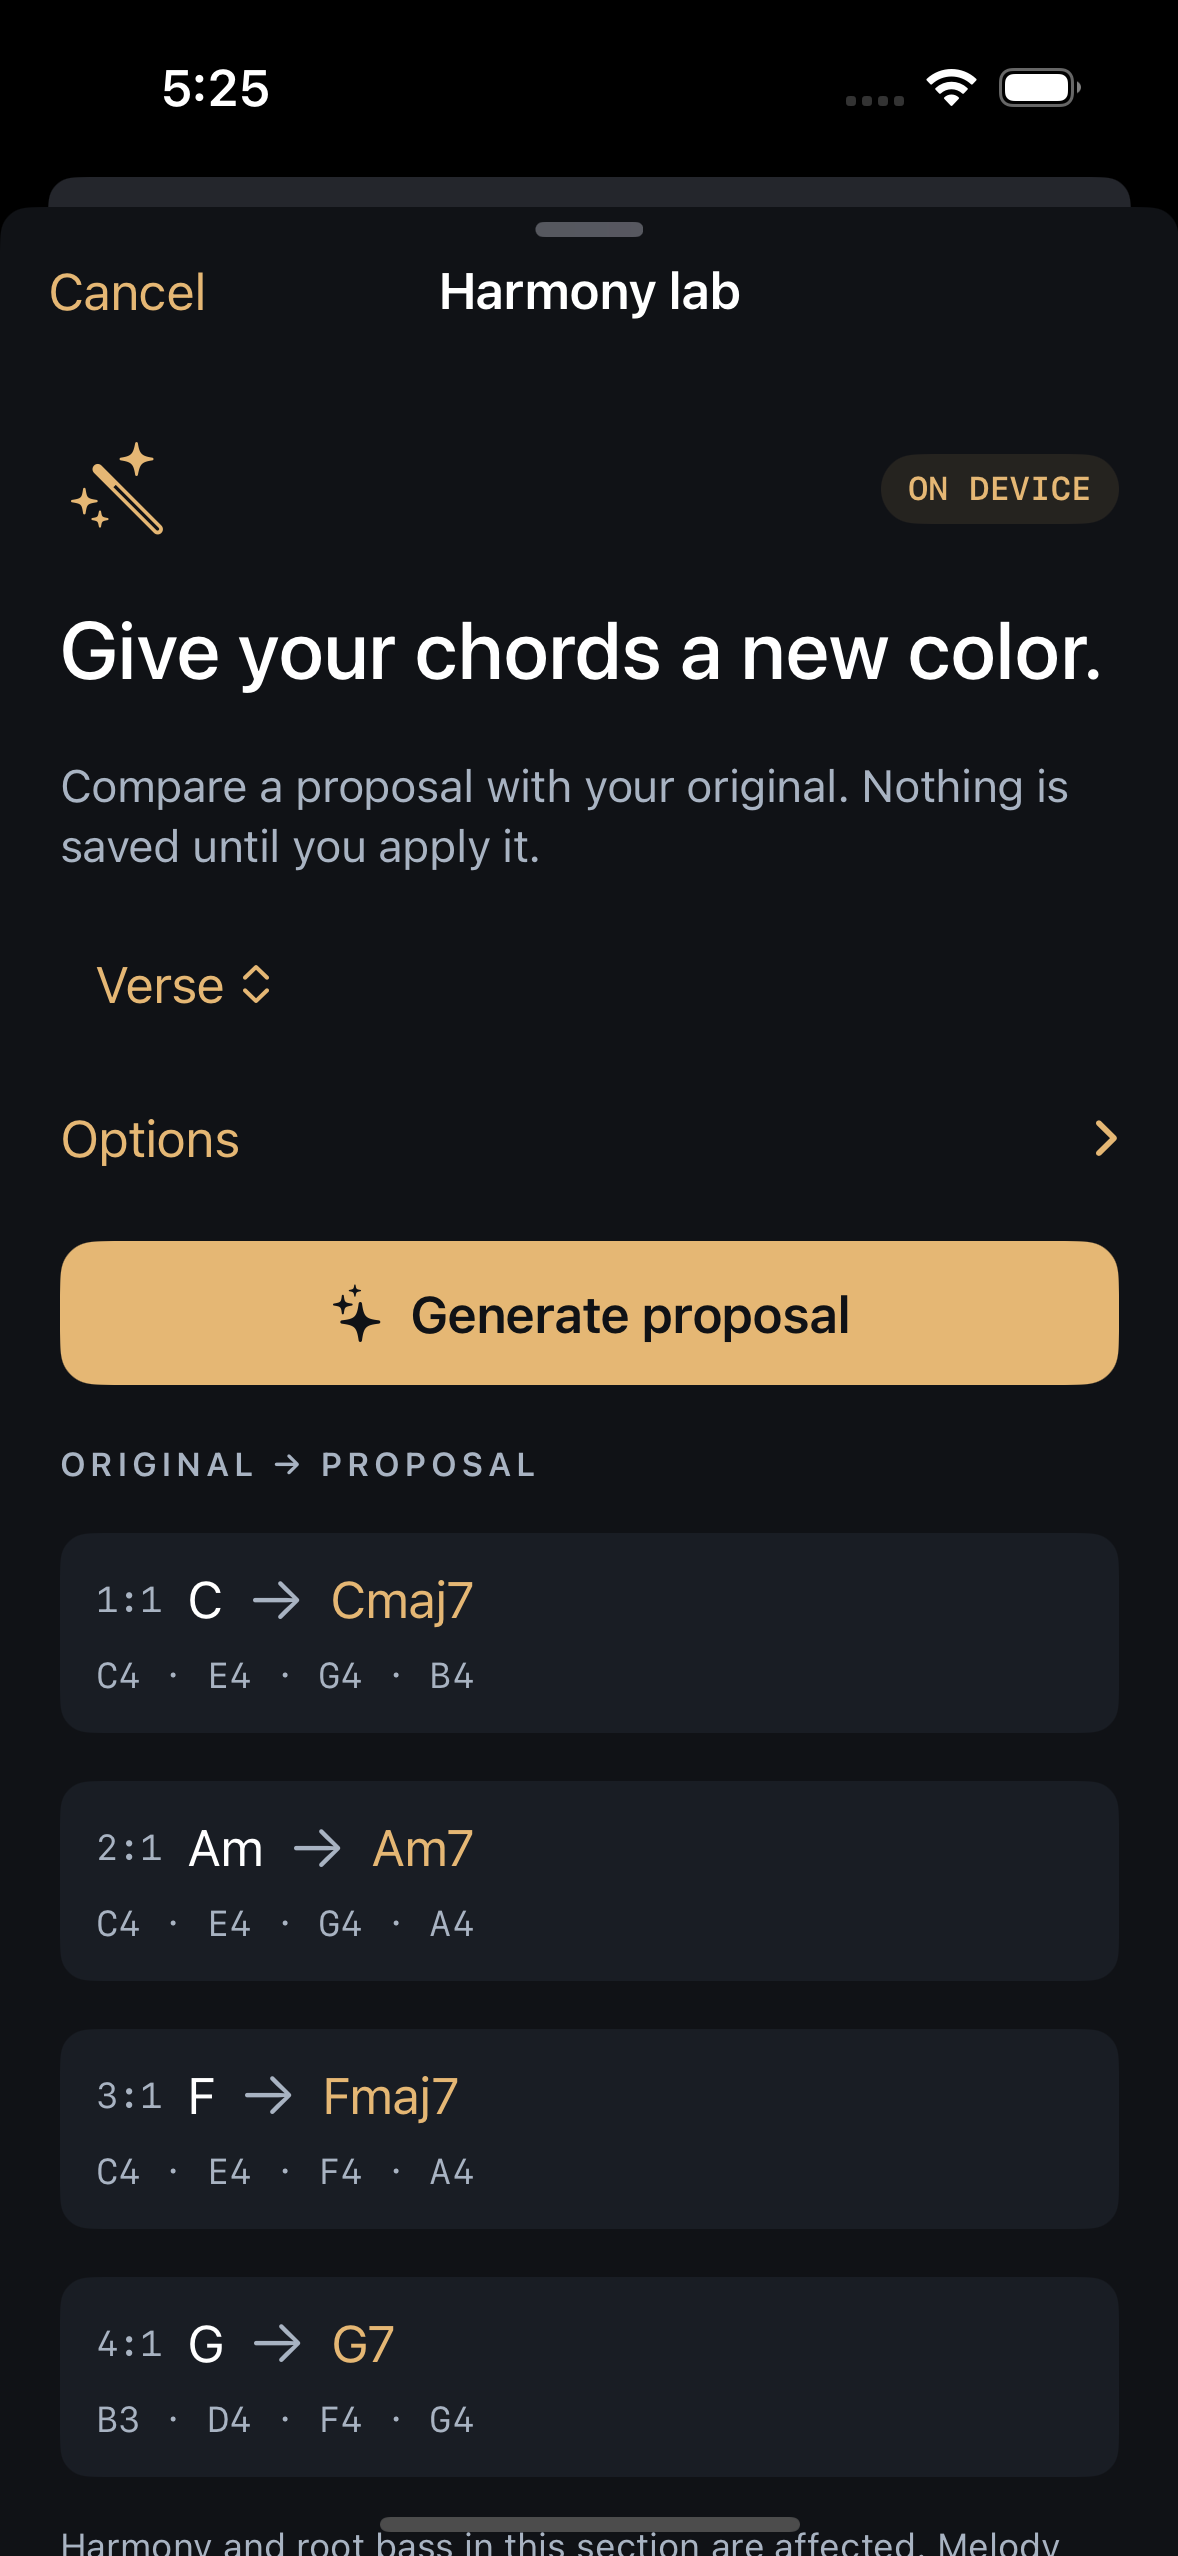 5:25
Cancel
Harmony lab
ON DEVICE
Give your chords a new color.
Compare a proposal with your original. Nothing is
saved until you apply it.
Verse
Options
Generate proposal
ORIGINAL → PROPOSAL
1:1 C → Cmaj7
C4 · E4 · G4 · B4
2:1 Am → Am7
C4 · E4 · G4 · A4
3:1 F → Fmaj7
C4 · E4 · F4 · A4
4:1 G → G7
B3 · D4 · F4 · G4
Harmony and root bass in this section are affected. Melody